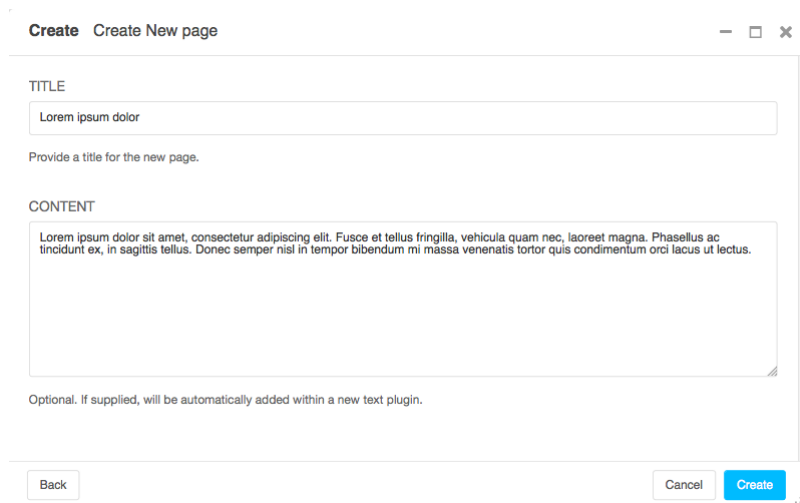 Create Create New page
TITLE
Lorem ipsum dolor
Provide a title for the new page.
CONTENT
Lorem ipsum dolor sit amet, consectetur adipiscing elit. Fusce et tellus fringilla, vehicula quam nec, laoreet magna. Phasellus ac
tincidunt ex, in sagittis tellus. Donec semper nisl in tempor bibendum mi massa venenatis tortor quis condimentum orci lacus ut lectus.
Optional. If supplied, will be automatically added within a new text plugin.
Back Cancel Create